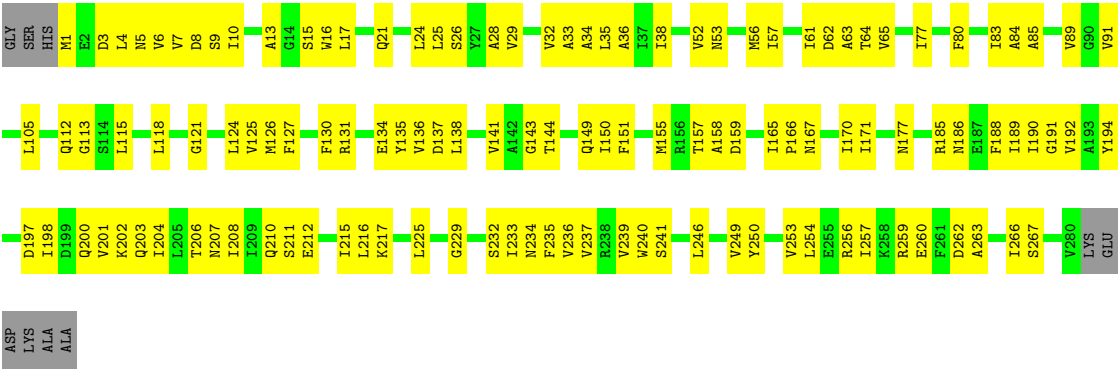 GLY SER HIS M1 E2 D3 L4 N5 V6 V7 D8 S9 I10 A13 G14 S15 W16 L17 Q21 L24 L25 S26 Y27 A28 V29 V32 A33 A34 L35 A36 I37 I38 V52 N53 M56 I57 I61 D62 A63 T64 V65 I77 F80 I83 A84 A85 V89 G90 V91
L105 Q112 G113 S114 L115 L118 G121 L124 V125 M126 F127 F130 R131 E134 Y135 V136 D137 L138 V141 A142 G143 T144 Q149 I150 F151 M155 R156 T157 A158 D159 I165 P166 N167 I170 I171 N177 R185 N186 E187 F188 I189 I190 G191 V192 A193 Y194
D197 I198 D199 Q200 V201 K202 Q203 I204 L205 T206 N207 I208 I209 Q210 S211 E212 I215 L216 K217 L225 G229 S232 I233 N234 F235 V236 V237 R238 V239 W240 S241 L246 V249 Y250 V253 L254 E255 R256 I257 K258 R259 E260 F261 D262 A263 I266 S267 V280 LYS GLU
ASP LYS ALA ALA